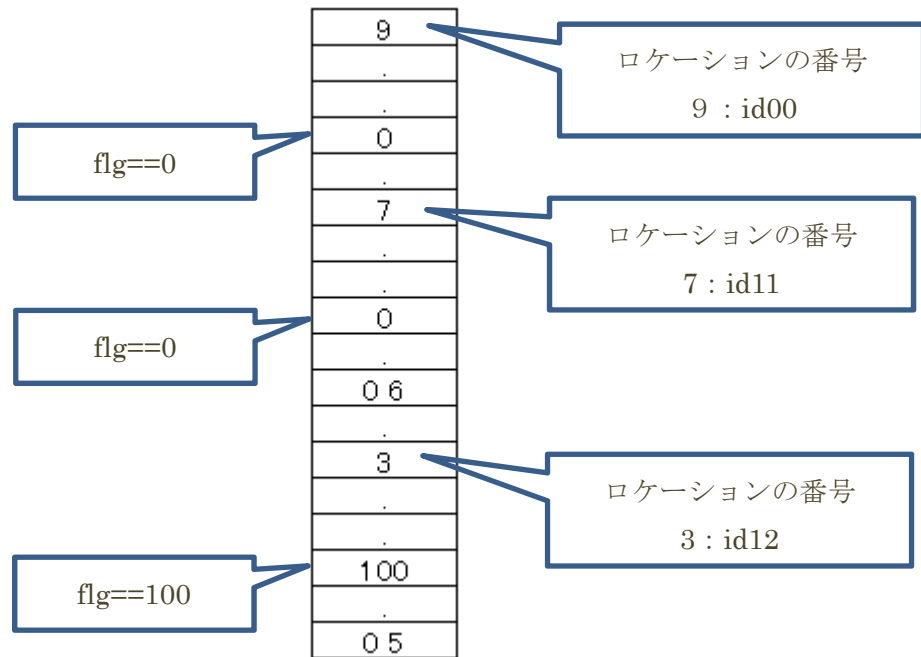 9
ロケーションの番号
9：id00
.
.
flg==0
0
.
7
ロケーションの番号
7：id11
.
.
flg==0
0
.
0 6
.
3
ロケーションの番号
3：id12
.
.
flg==100
100
.
0 5